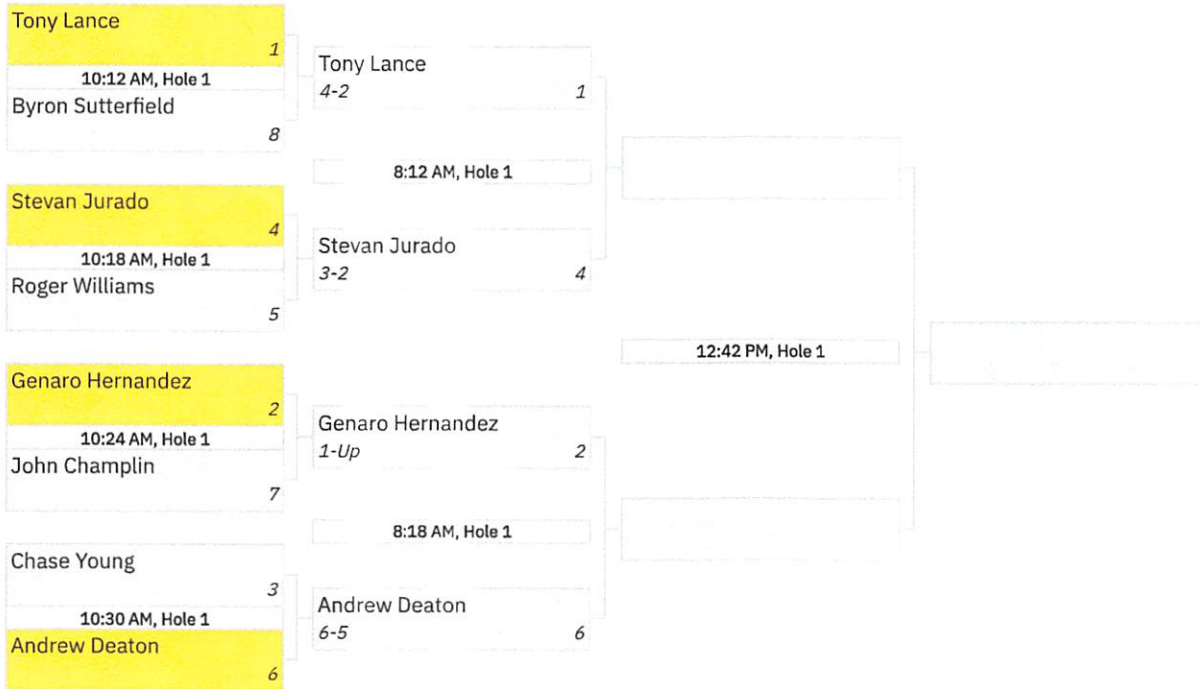 Tony Lance
1
10:12 AM, Hole 1
Byron Sutterfield
8
Stevan Jurado
4
10:18 AM, Hole 1
Roger Williams
5
Genaro Hernandez
2
10:24 AM, Hole 1
John Champlin
7
Chase Young
3
10:30 AM, Hole 1
Andrew Deaton
6
Tony Lance
4-2 1
8:12 AM, Hole 1
Stevan Jurado
3-2 4
Genaro Hernandez
1-Up 2
8:18 AM, Hole 1
Andrew Deaton
6-5 6
12:42 PM, Hole 1